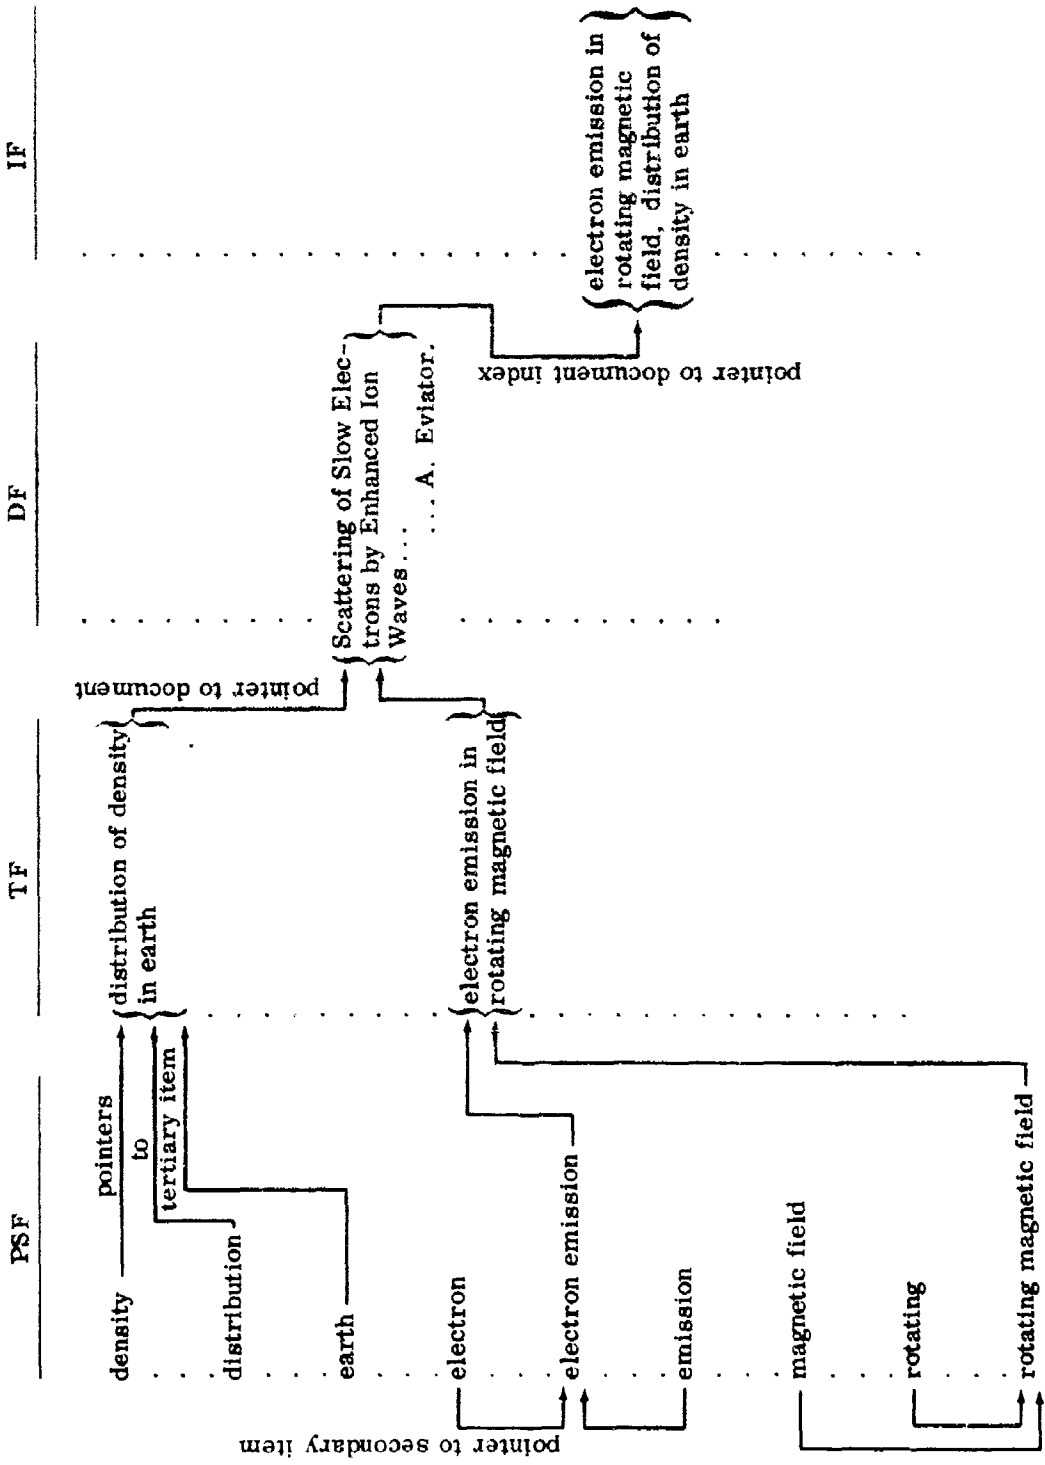 PSF
TF
DF
IF
density
pointers
to
tertiary item
distribution
earth
electron
electron emission
emission
magnetic field
rotating
rotating magnetic field
pointer to secondary item
distribution of density
in earth
pointer to document
electron emission in
rotating magnetic field
Scattering of Slow Elec-
trons by Enhanced Ion
Waves...
...A. Eviator.
pointer to document index
electron emission in
rotating magnetic
field, distribution of
density in earth